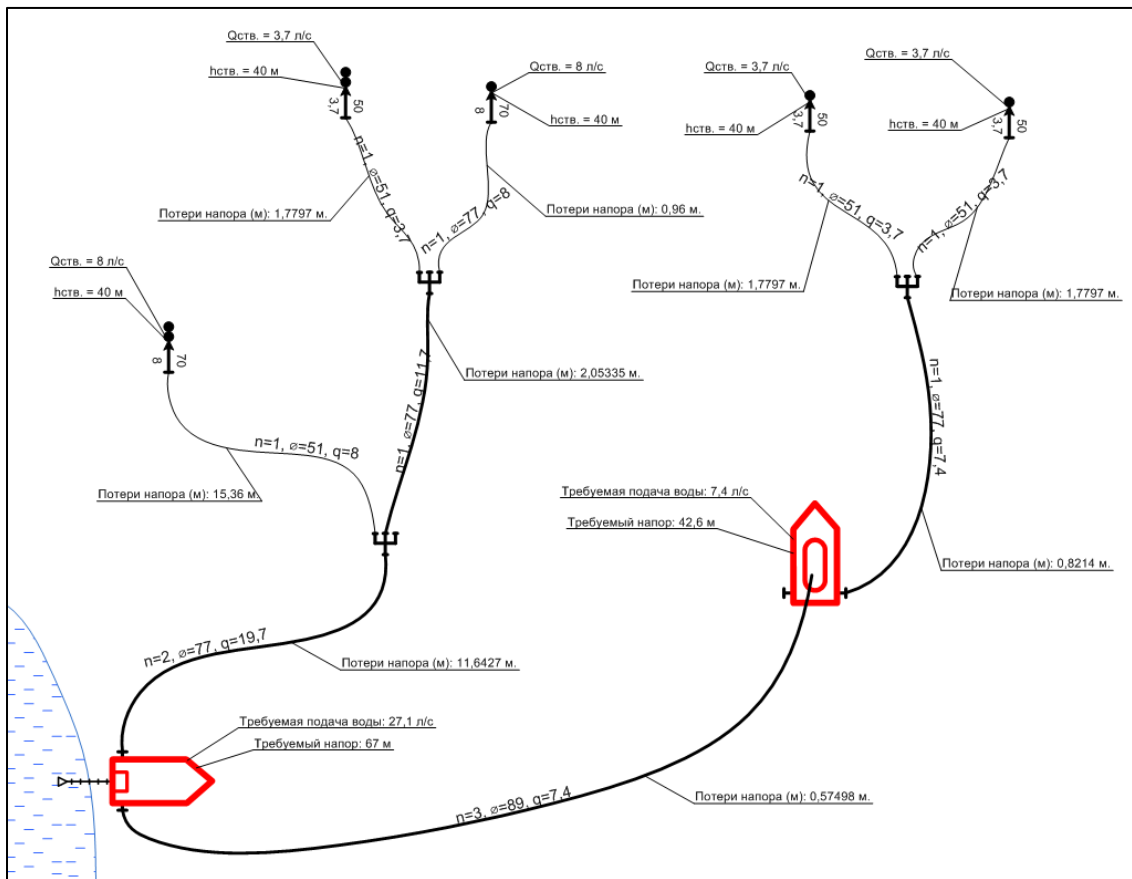 Qств. = 3,7 л/с
hств. = 40 м
3,7
50
Qств. = 8 л/с
hств. = 40 м
8
70
Qств. = 3,7 л/с
hств. = 40 м
3,7
50
Qств. = 3,7 л/с
hств. = 40 м
3,7
50
n=1, ⌀=51, q=3,7
Потери напора (м): 1,7797 м.
n=1, ⌀=77, q=8
Потери напора (м): 0,96 м.
n=1, ⌀=51, q=3,7
Потери напора (м): 1,7797 м.
n=1, ⌀=51, q=3,7
Потери напора (м): 1,7797 м.
Qств. = 8 л/с
hств. = 40 м
8
70
n=1, ⌀=77, q=11,7
Потери напора (м): 2,05335 м.
n=1, ⌀=77, q=7,4
n=1, ⌀=51, q=8
Потери напора (м): 15,36 м.
Требуемая подача воды: 7,4 л/с
Требуемый напор: 42,6 м
Потери напора (м): 0,8214 м.
n=2, ⌀=77, q=19,7
Потери напора (м): 11,6427 м.
Требуемая подача воды: 27,1 л/с
Требуемый напор: 67 м
n=3, ⌀=89, q=7,4
Потери напора (м): 0,57498 м.